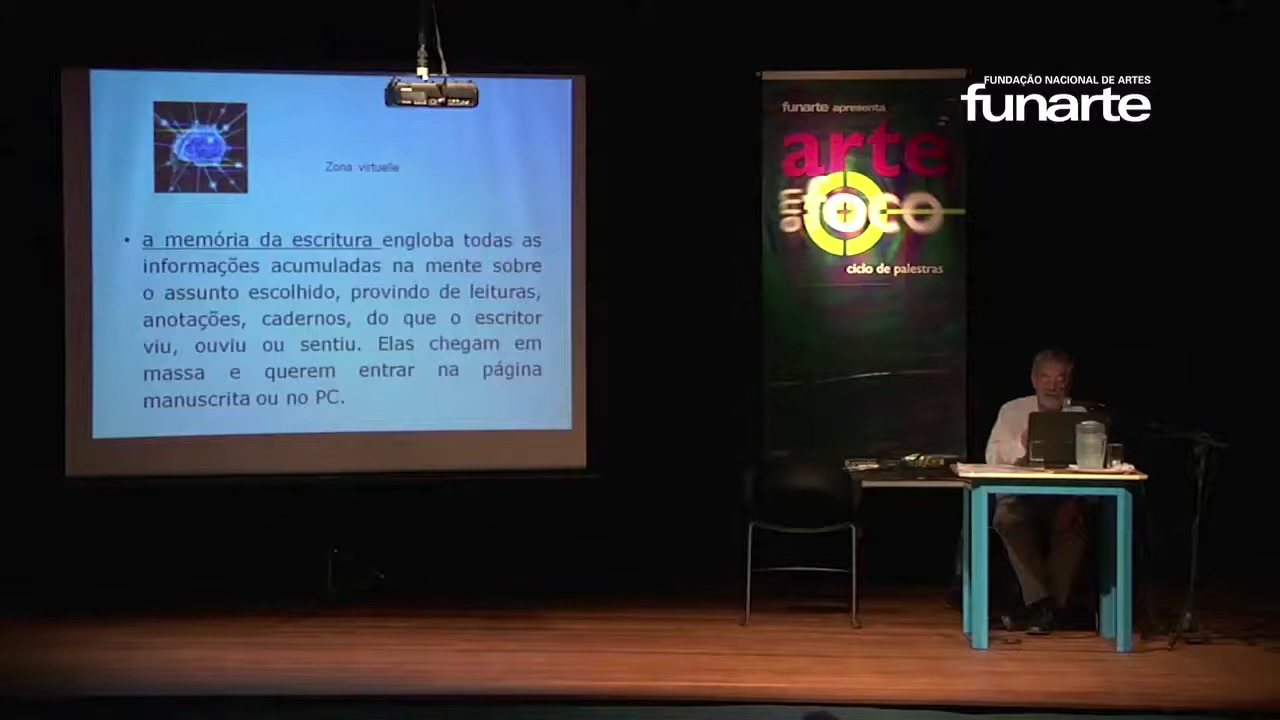 Zona virtuelle
• a memória da escritura engloba todas as
informações acumuladas na mente sobre
o assunto escolhido, provindo de leituras,
anotações, cadernos, do que o escritor
viu, ouviu ou sentiu. Elas chegam em
massa e querem entrar na página
manuscrita ou no PC.
funarte apresenta
arte
em foco
ciclo de palestras
FUNDAÇÃO NACIONAL DE ARTES
funarte